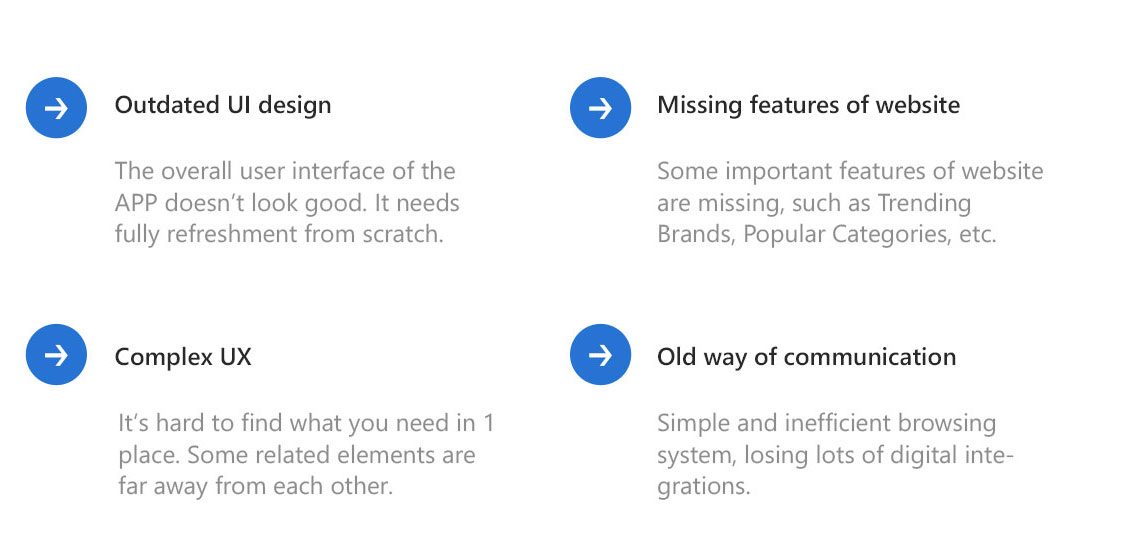 Outdated UI design
The overall user interface of the
APP doesn’t look good. It needs
fully refreshment from scratch.
Missing features of website
Some important features of website
are missing, such as Trending
Brands, Popular Categories, etc.
Complex UX
It‘s hard to find what you need in 1
place. Some related elements are
far away from each other.
Old way of communication
Simple and inefficient browsing
system, losing lots of digital inte-
grations.